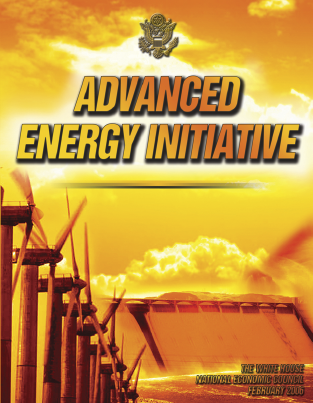 ADVANCED
ENERGY INITIATIVE
THE WHITE HOUSE
NATIONAL ECONOMIC COUNCIL
FEBRUARY 2006